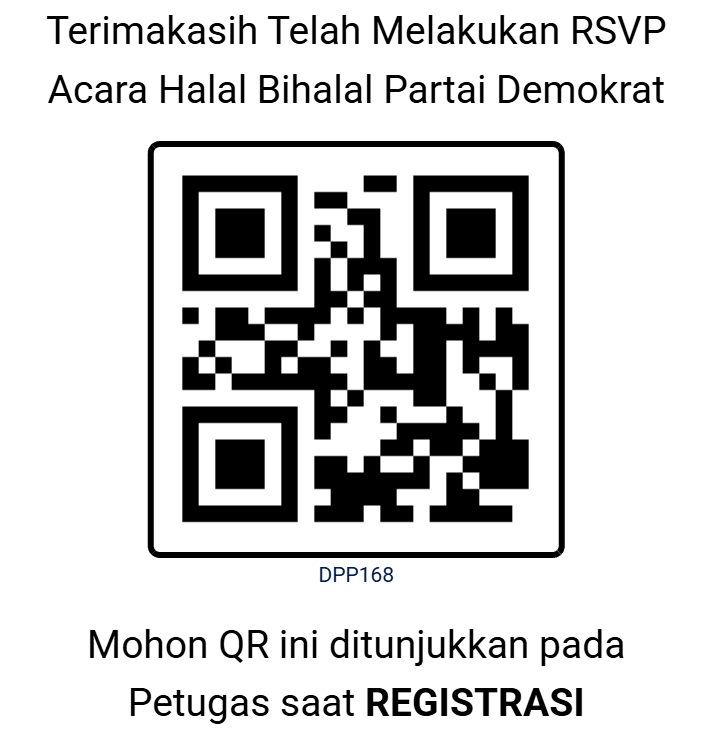 Terimakasih Telah Melakukan RSVP
Acara Halal Bihalal Partai Demokrat
DPP168
Mohon QR ini ditunjukkan pada
Petugas saat REGISTRASI